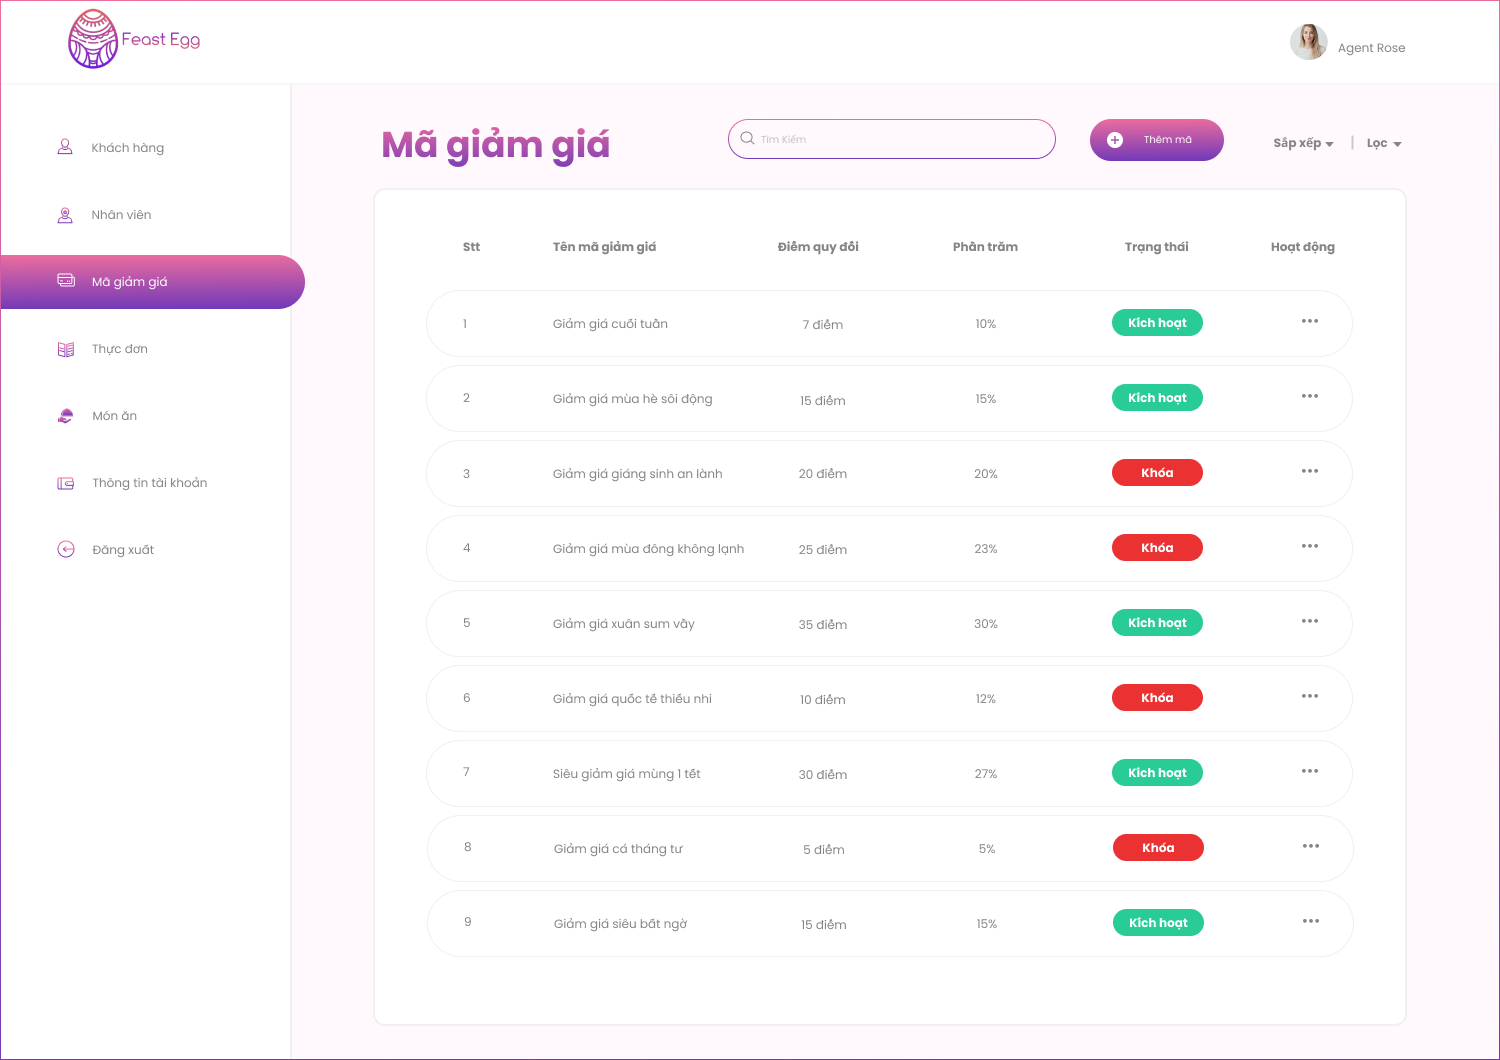 Feast Egg
Agent Rose
Khách hàng
Nhân viên
Mã giảm giá
Thực đơn
Món ăn
Thông tin tài khoản
Đăng xuất
Mã giảm giá
Tìm Kiếm
Thêm mã
Sắp xếp | Lọc
Stt Tên mã giảm giá Điểm quy đổi Phần trăm Trạng thái Hoạt động
1 Giảm giá cuối tuần 7 điểm 10% Kích hoạt
2 Giảm giá mùa hè sôi động 15 điểm 15% Kích hoạt
3 Giảm giá giáng sinh an lành 20 điểm 20% Khóa
4 Giảm giá mùa đông không lạnh 25 điểm 23% Khóa
5 Giảm giá xuân sum vầy 35 điểm 30% Kích hoạt
6 Giảm giá quốc tế thiếu nhi 10 điểm 12% Khóa
7 Siêu giảm giá mùng 1 tết 30 điểm 27% Kích hoạt
8 Giảm giá cá tháng tư 5 điểm 5% Khóa
9 Giảm giá siêu bất ngờ 15 điểm 15% Kích hoạt